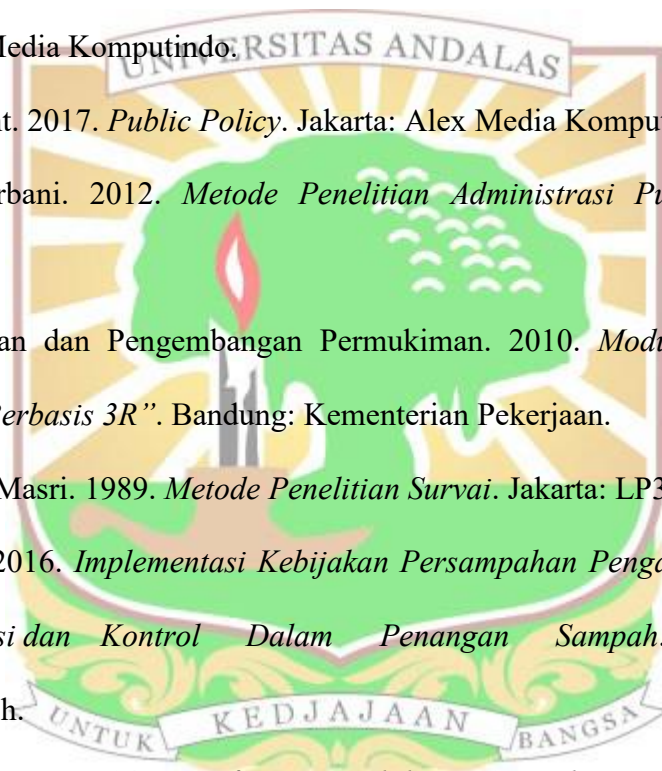 Media Komputindo.
UNIVERSITAS ANDALAS
nt. 2017. Public Policy. Jakarta: Alex Media Komput
rbani. 2012. Metode Penelitian Administrasi Pu
an dan Pengembangan Permukiman. 2010. Modu
Berbasis 3R”. Bandung: Kementerian Pekerjaan.
Masri. 1989. Metode Penelitian Survai. Jakarta: LP3
2016. Implementasi Kebijakan Persampahan Penga
si dan Kontrol Dalam Penangan Sampah.
h.
UNTUK KEDJAJAAN BANGSA